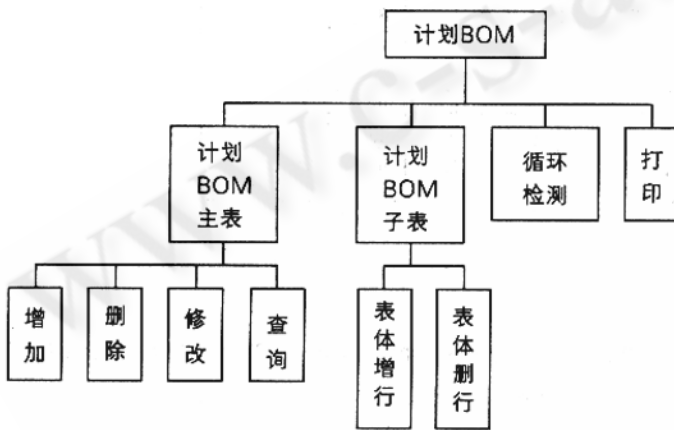 计划BOM
计划
BOM
主表
计划
BOM
子表
循环
检测
打
印
增
加
删
除
修
改
查
询
表
体
增
行
表
体
删
行
www.c-s-a